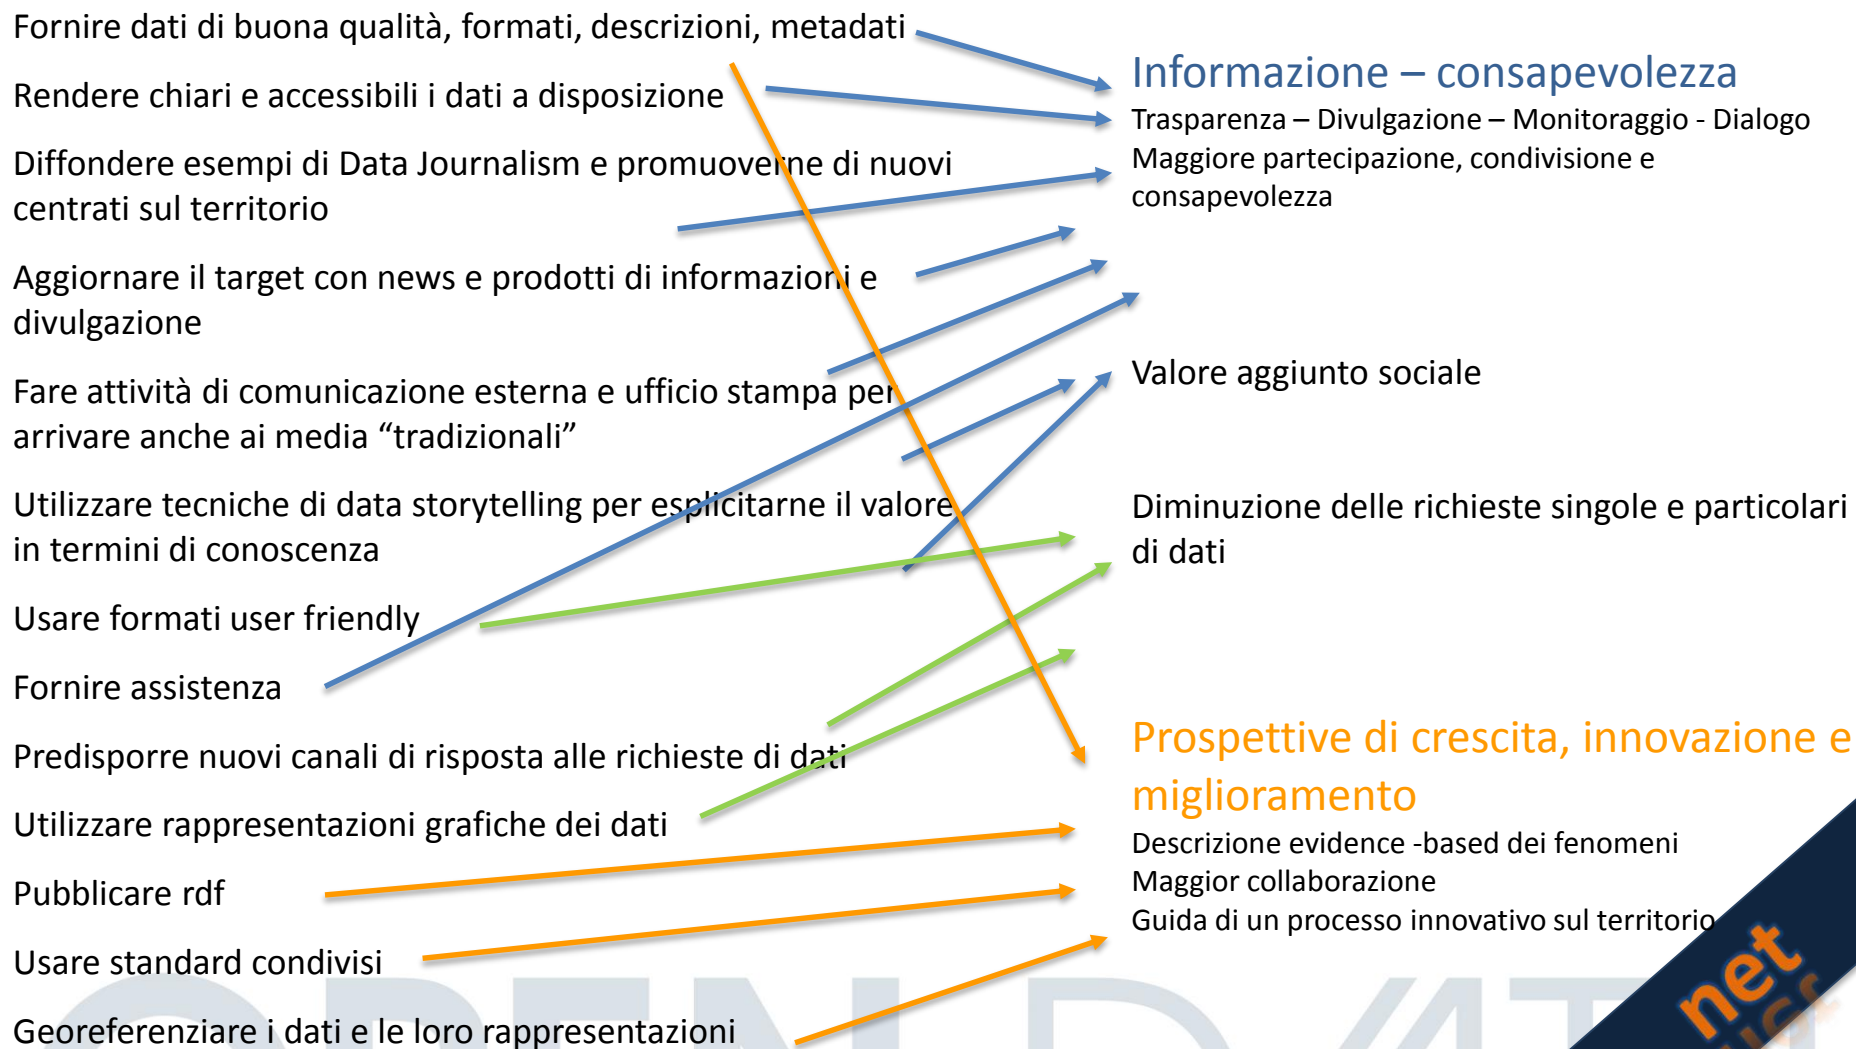 Fornire dati di buona qualità, formati, descrizioni, metadati
Rendere chiari e accessibili i dati a disposizione
Diffondere esempi di Data Journalism e promuoverne di nuovi
centrati sul territorio
Aggiornare il target con news e prodotti di informazioni e
divulgazione
Fare attività di comunicazione esterna e ufficio stampa per
arrivare anche ai media “tradizionali”
Utilizzare tecniche di data storytelling per esplicitarne il valore
in termini di conoscenza
Usare formati user friendly
Fornire assistenza
Predisporre nuovi canali di risposta alle richieste di dati
Utilizzare rappresentazioni grafiche dei dati
Pubblicare rdf
Usare standard condivisi
Georeferenziare i dati e le loro rappresentazioni
Informazione – consapevolezza
Trasparenza – Divulgazione – Monitoraggio - Dialogo
Maggiore partecipazione, condivisione e
consapevolezza
Valore aggiunto sociale
Diminuzione delle richieste singole e particolari
di dati
Prospettive di crescita, innovazione e
miglioramento
Descrizione evidence -based dei fenomeni
Maggior collaborazione
Guida di un processo innovativo sul territorio
net
OPEN DAT